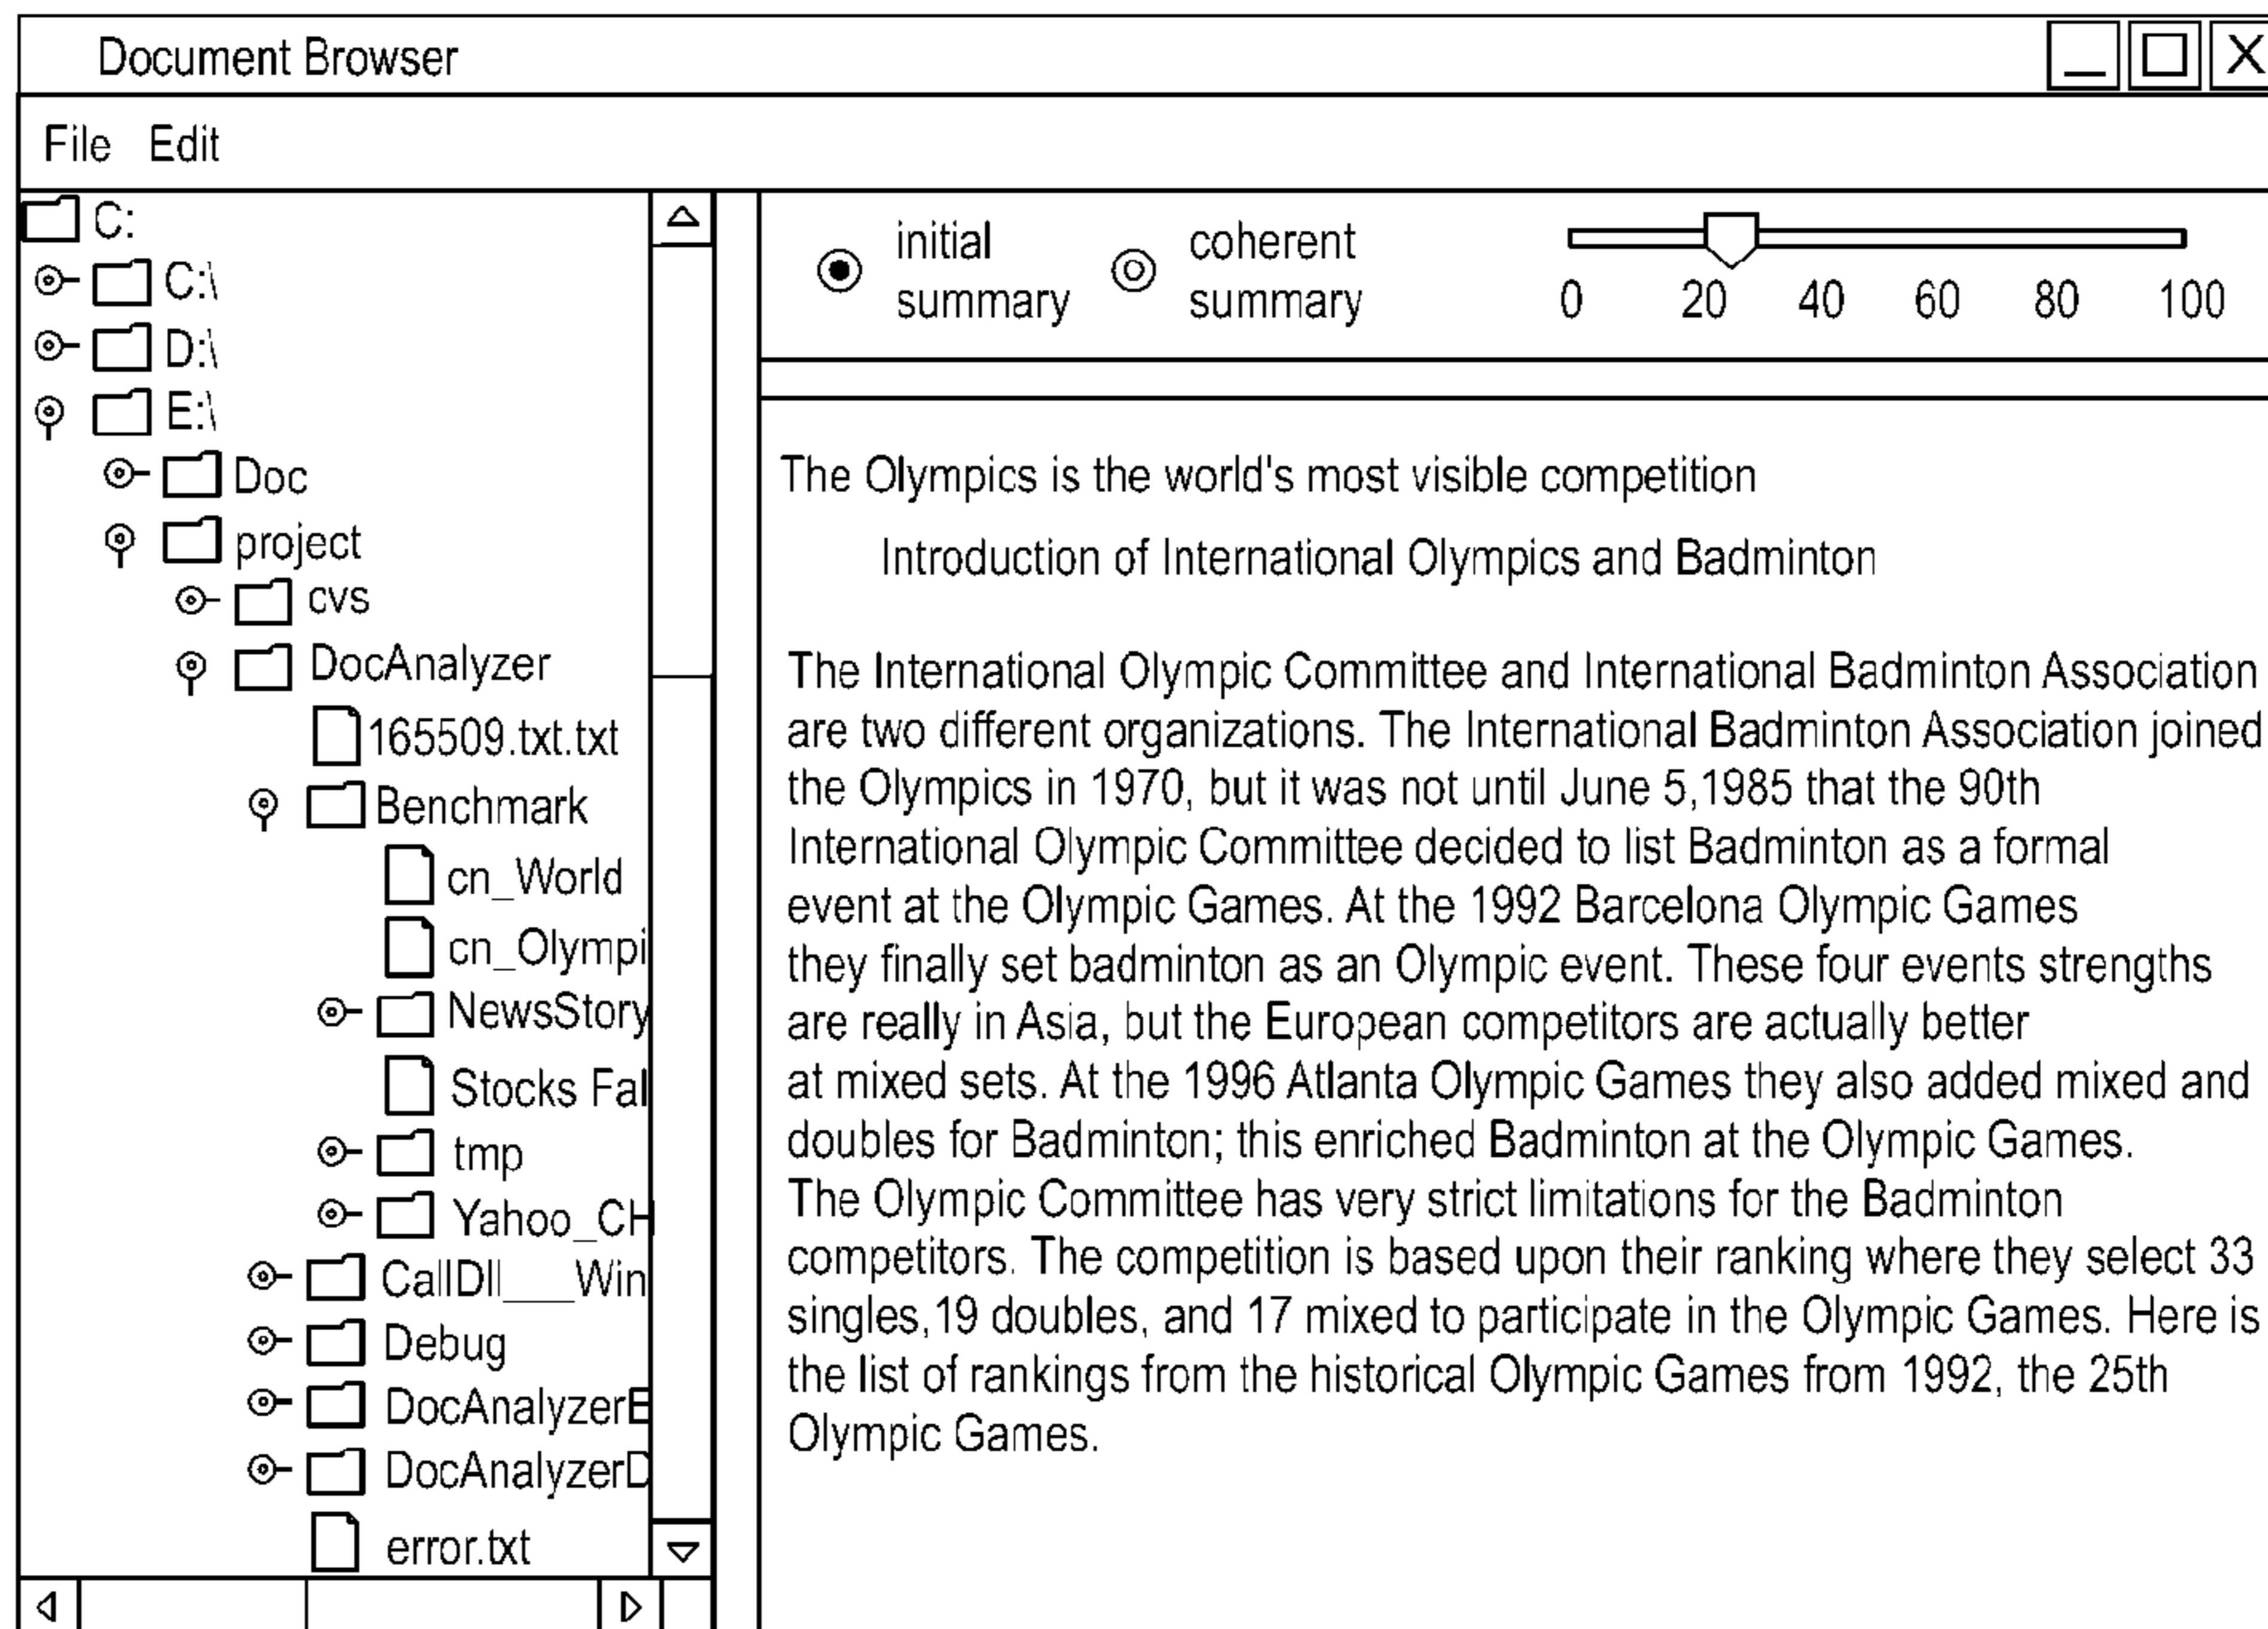 Document Browser
File Edit
C:
C:\
D:\
E:\
Doc
project
cvs
DocAnalyzer
165509.txt.txt
Benchmark
cn_World
cn_Olympi
NewsStory
Stocks Fal
tmp
Yahoo_CH
CallDll___Win
Debug
DocAnalyzerE
DocAnalyzerD
error.txt
initial
summary
coherent
summary
0 20 40 60 80 100
The Olympics is the world's most visible competition
Introduction of International Olympics and Badminton
The International Olympic Committee and International Badminton Association
are two different organizations. The International Badminton Association joined
the Olympics in 1970, but it was not until June 5,1985 that the 90th
International Olympic Committee decided to list Badminton as a formal
event at the Olympic Games. At the 1992 Barcelona Olympic Games
they finally set badminton as an Olympic event. These four events strengths
are really in Asia, but the European competitors are actually better
at mixed sets. At the 1996 Atlanta Olympic Games they also added mixed and
doubles for Badminton; this enriched Badminton at the Olympic Games.
The Olympic Committee has very strict limitations for the Badminton
competitors. The competition is based upon their ranking where they select 33
singles,19 doubles, and 17 mixed to participate in the Olympic Games. Here is
the list of rankings from the historical Olympic Games from 1992, the 25th
Olympic Games.